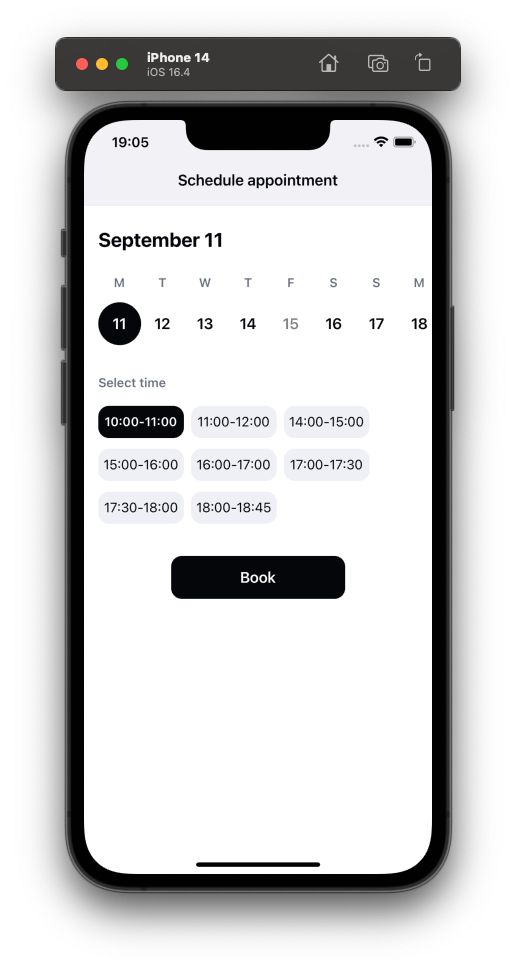 iPhone 14
iOS 16.4
19:05
Schedule appointment
September 11
M T W T F S S M
11 12 13 14 15 16 17 18
Select time
10:00-11:00 11:00-12:00 14:00-15:00
15:00-16:00 16:00-17:00 17:00-17:30
17:30-18:00 18:00-18:45
Book